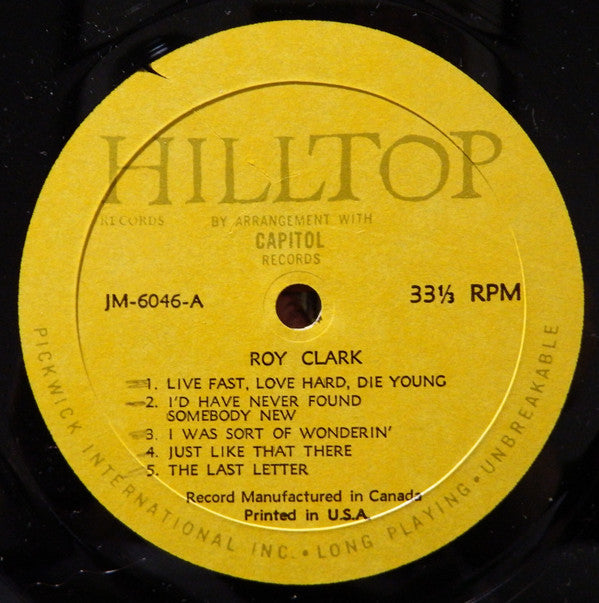 HILLTOP
RECORDS BY ARRANGEMENT WITH
CAPITOL
RECORDS
JM-6046-A 33⅓ RPM
ROY CLARK
1. LIVE FAST, LOVE HARD, DIE YOUNG
2. I'D HAVE NEVER FOUND
SOMEBODY NEW
3. I WAS SORT OF WONDERIN'
4. JUST LIKE THAT THERE
5. THE LAST LETTER
Record Manufactured in Canada
Printed in U.S.A.
PICKWICK INTERNATIONAL INC. • LONG PLAYING • UNBREAKABLE